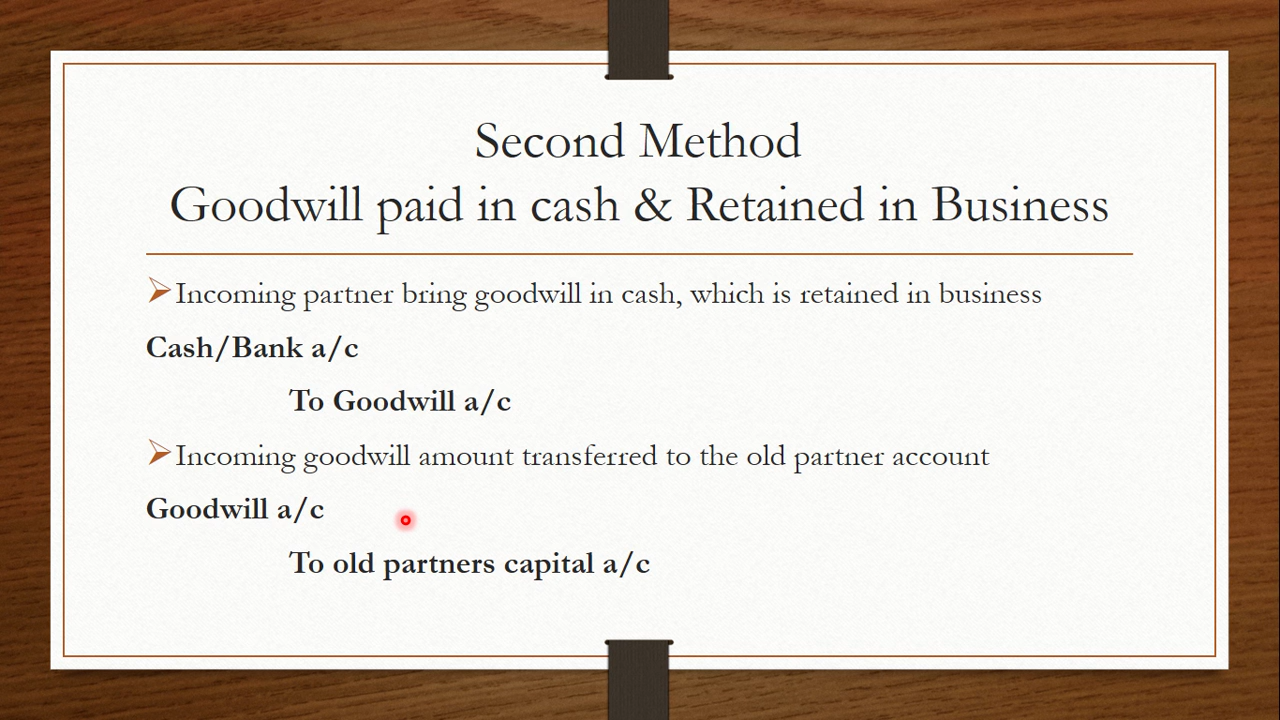 Second Method
Goodwill paid in cash & Retained in Business
Incoming partner bring goodwill in cash, which is retained in business
Cash/Bank a/c
To Goodwill a/c
Incoming goodwill amount transferred to the old partner account
Goodwill a/c
To old partners capital a/c